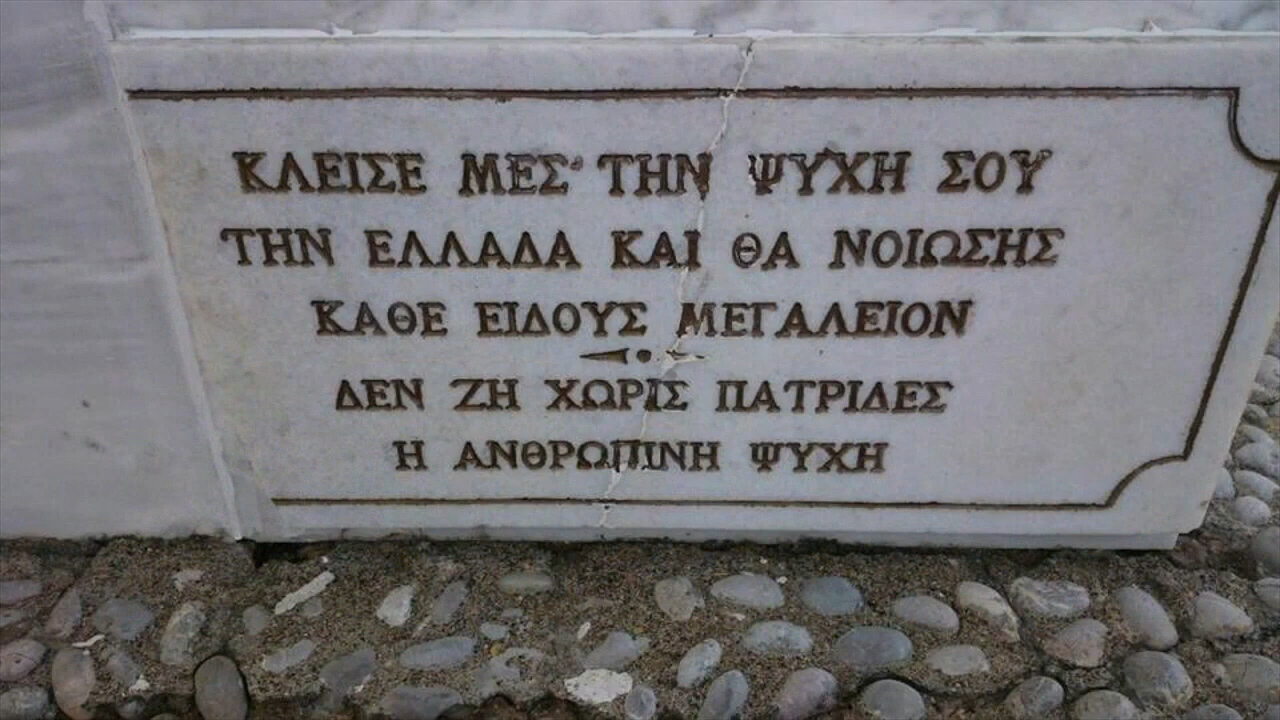 ΚΛΕΙΣΕ ΜΕΣ' ΤΗΝ ΨΥΧΗ ΣΟΥ
ΤΗΝ ΕΛΛΑΔΑ ΚΑΙ ΘΑ ΝΟΙΩΣΗΣ
ΚΑΘΕ ΕΙΔΟΥΣ ΜΕΓΑΛΕΙΟΝ
ΔΕΝ ΖΗ ΧΩΡΙΣ ΠΑΤΡΙΔΕΣ
Η ΑΝΘΡΩΠΙΝΗ ΨΥΧΗ